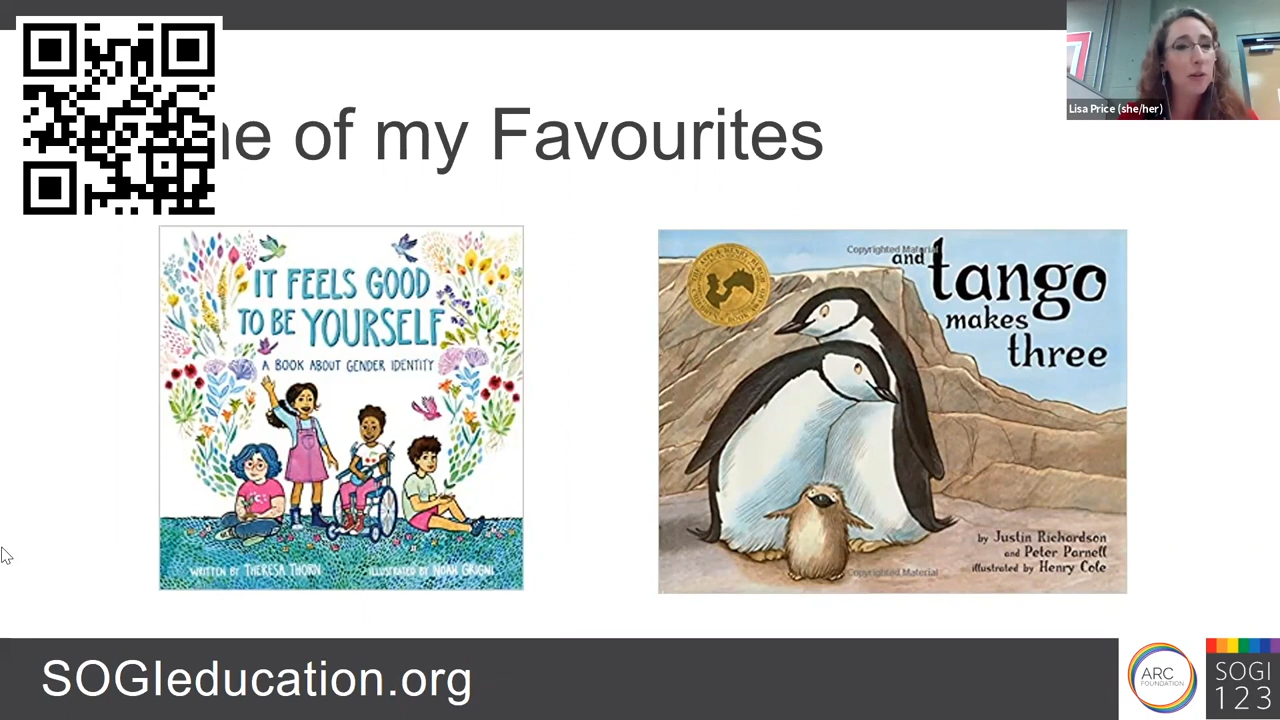 ne of my Favourites
Lisa Price (she/her)
IT FEELS GOOD
TO BE YOURSELF
A BOOK ABOUT GENDER IDENTITY
WRITTEN BY THERESA THORN
ILLUSTRATED BY NOAH GRIGNI
Copyrighted Material
and tango
makes
three
by Justin Richardson
and Peter Parnell
illustrated by Henry Cole
Copyrighted Material
SOGIeducation.org
ARC
FOUNDATION
SOGI
123